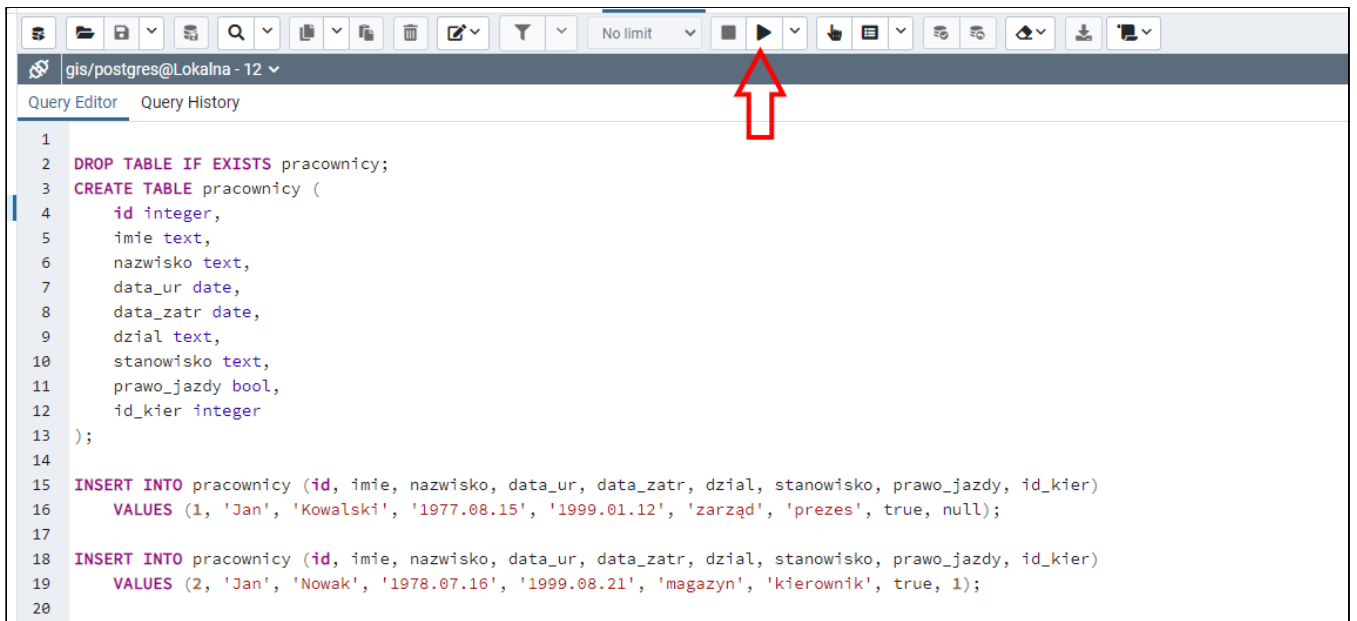 No limit
gis/postgres@Lokalna - 12
Query Editor Query History
1
2 DROP TABLE IF EXISTS pracownicy;
3 CREATE TABLE pracownicy (
4     id integer,
5     imie text,
6     nazwisko text,
7     data_ur date,
8     data_zatr date,
9     dzial text,
10     stanowisko text,
11     prawo_jazdy bool,
12     id_kier integer
13 );
14
15 INSERT INTO pracownicy (id, imie, nazwisko, data_ur, data_zatr, dzial, stanowisko, prawo_jazdy, id_kier)
16     VALUES (1, 'Jan', 'Kowalski', '1977.08.15', '1999.01.12', 'zarząd', 'prezes', true, null);
17
18 INSERT INTO pracownicy (id, imie, nazwisko, data_ur, data_zatr, dzial, stanowisko, prawo_jazdy, id_kier)
19     VALUES (2, 'Jan', 'Nowak', '1978.07.16', '1999.08.21', 'magazyn', 'kierownik', true, 1);
20